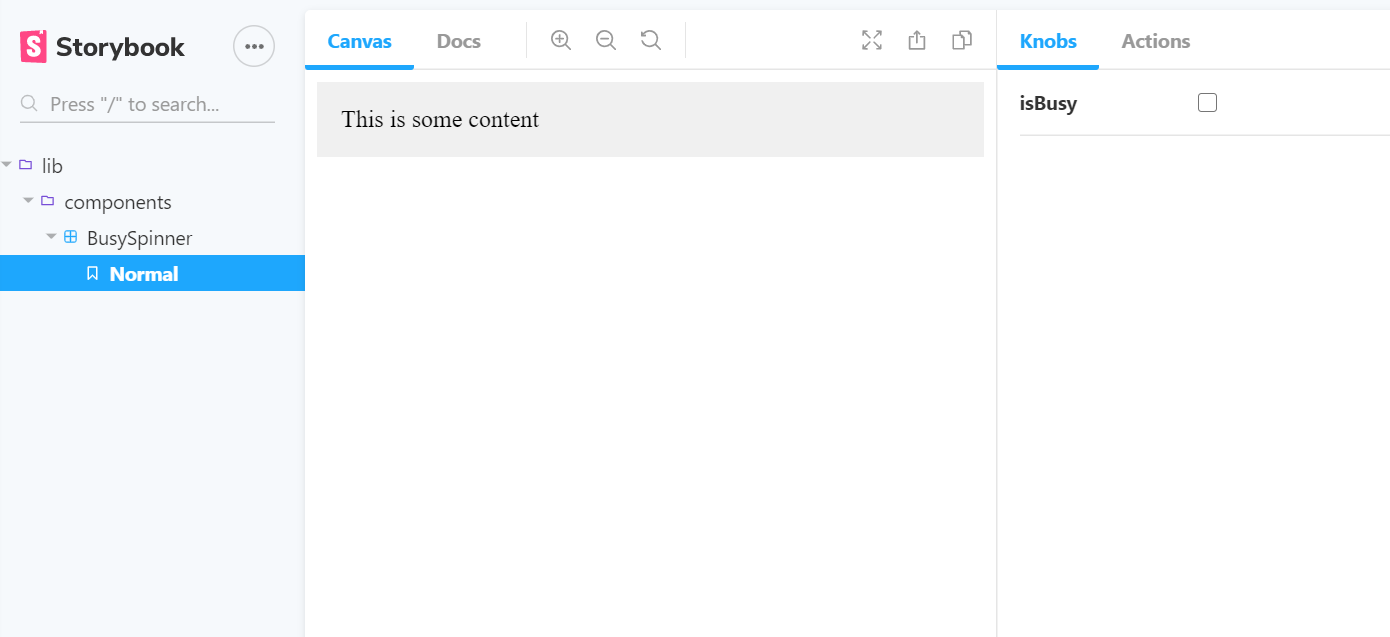 Storybook
Press "/" to search...
lib
components
BusySpinner
Normal
Canvas
Docs
This is some content
Knobs
Actions
isBusy